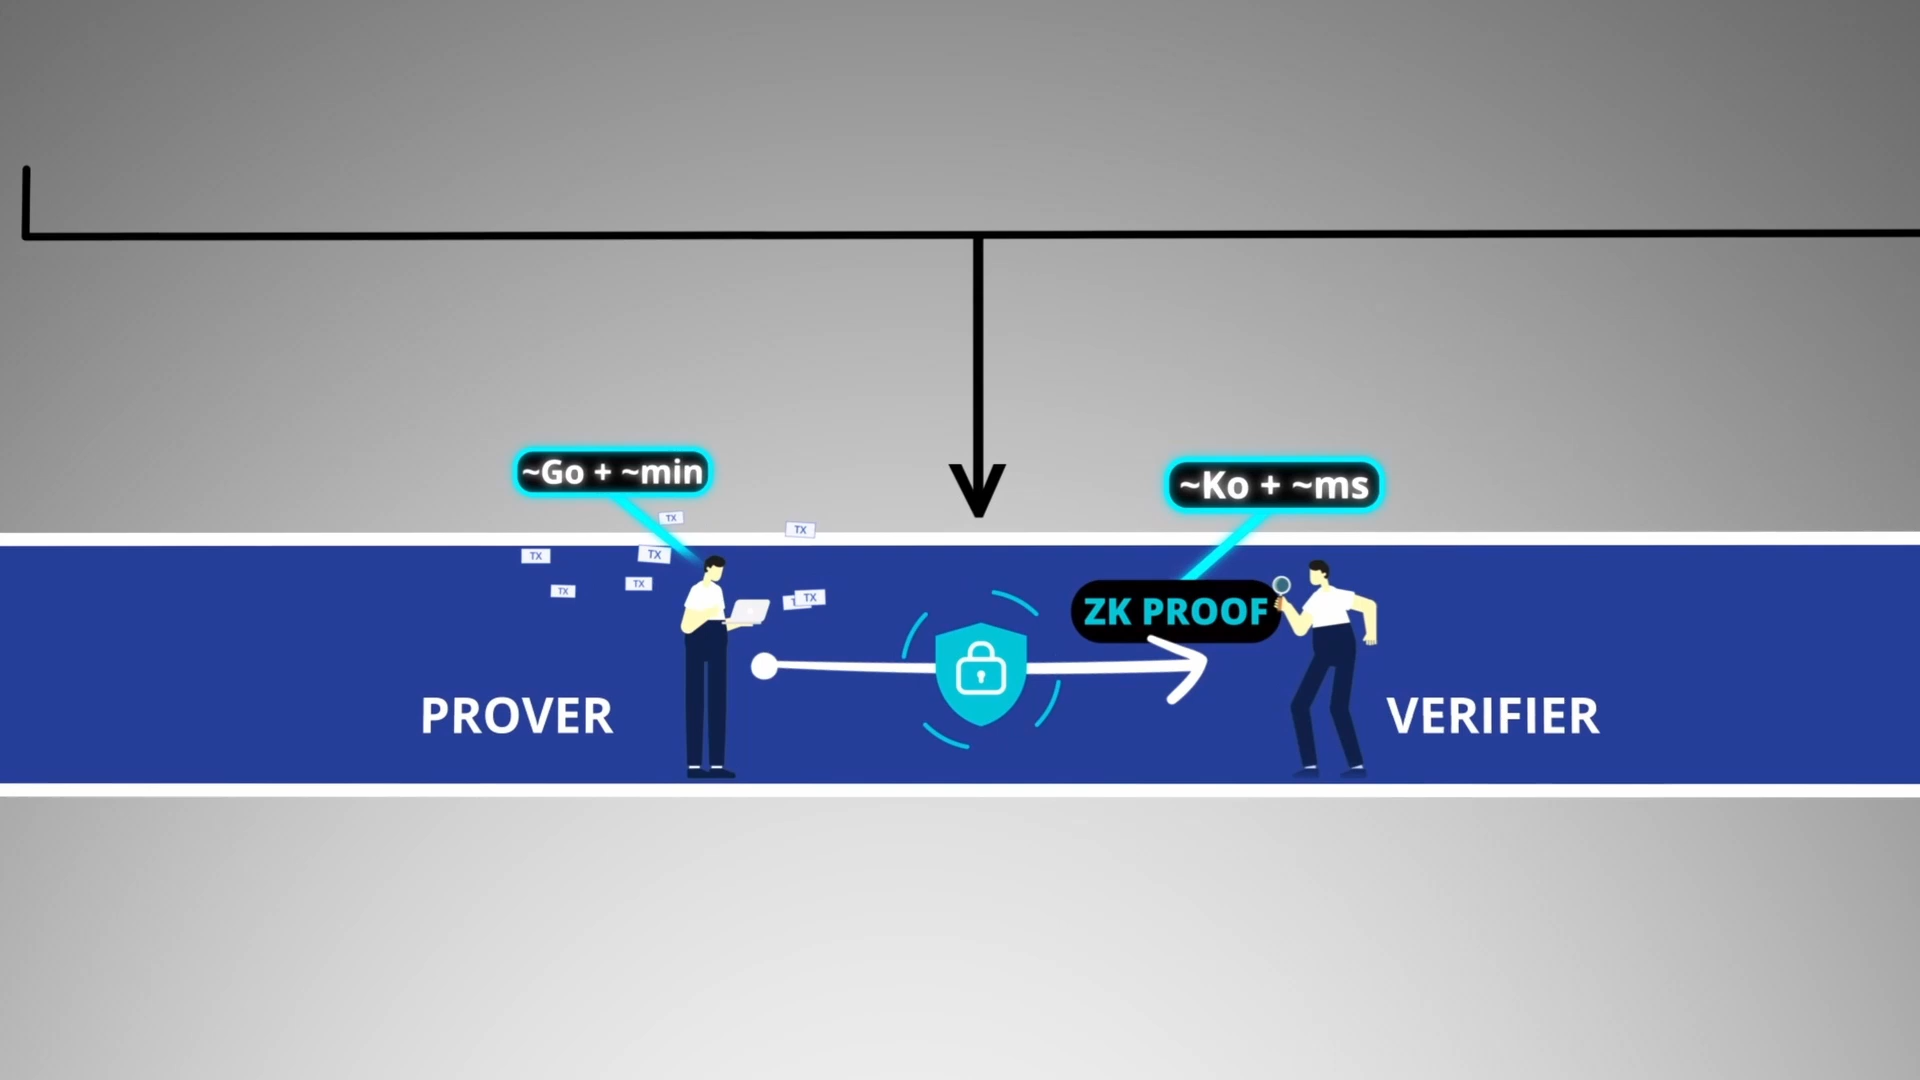 ~Go + ~min
~Ko + ~ms
TX
TX
TX
TX
TX
TX
TX
ZK PROOF
PROVER
VERIFIER